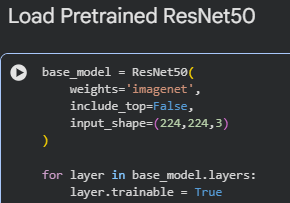 Load Pretrained ResNet50
base_model = ResNet50(
    weights='imagenet',
    include_top=False,
    input_shape=(224,224,3)
)
for layer in base_model.layers:
    layer.trainable = True